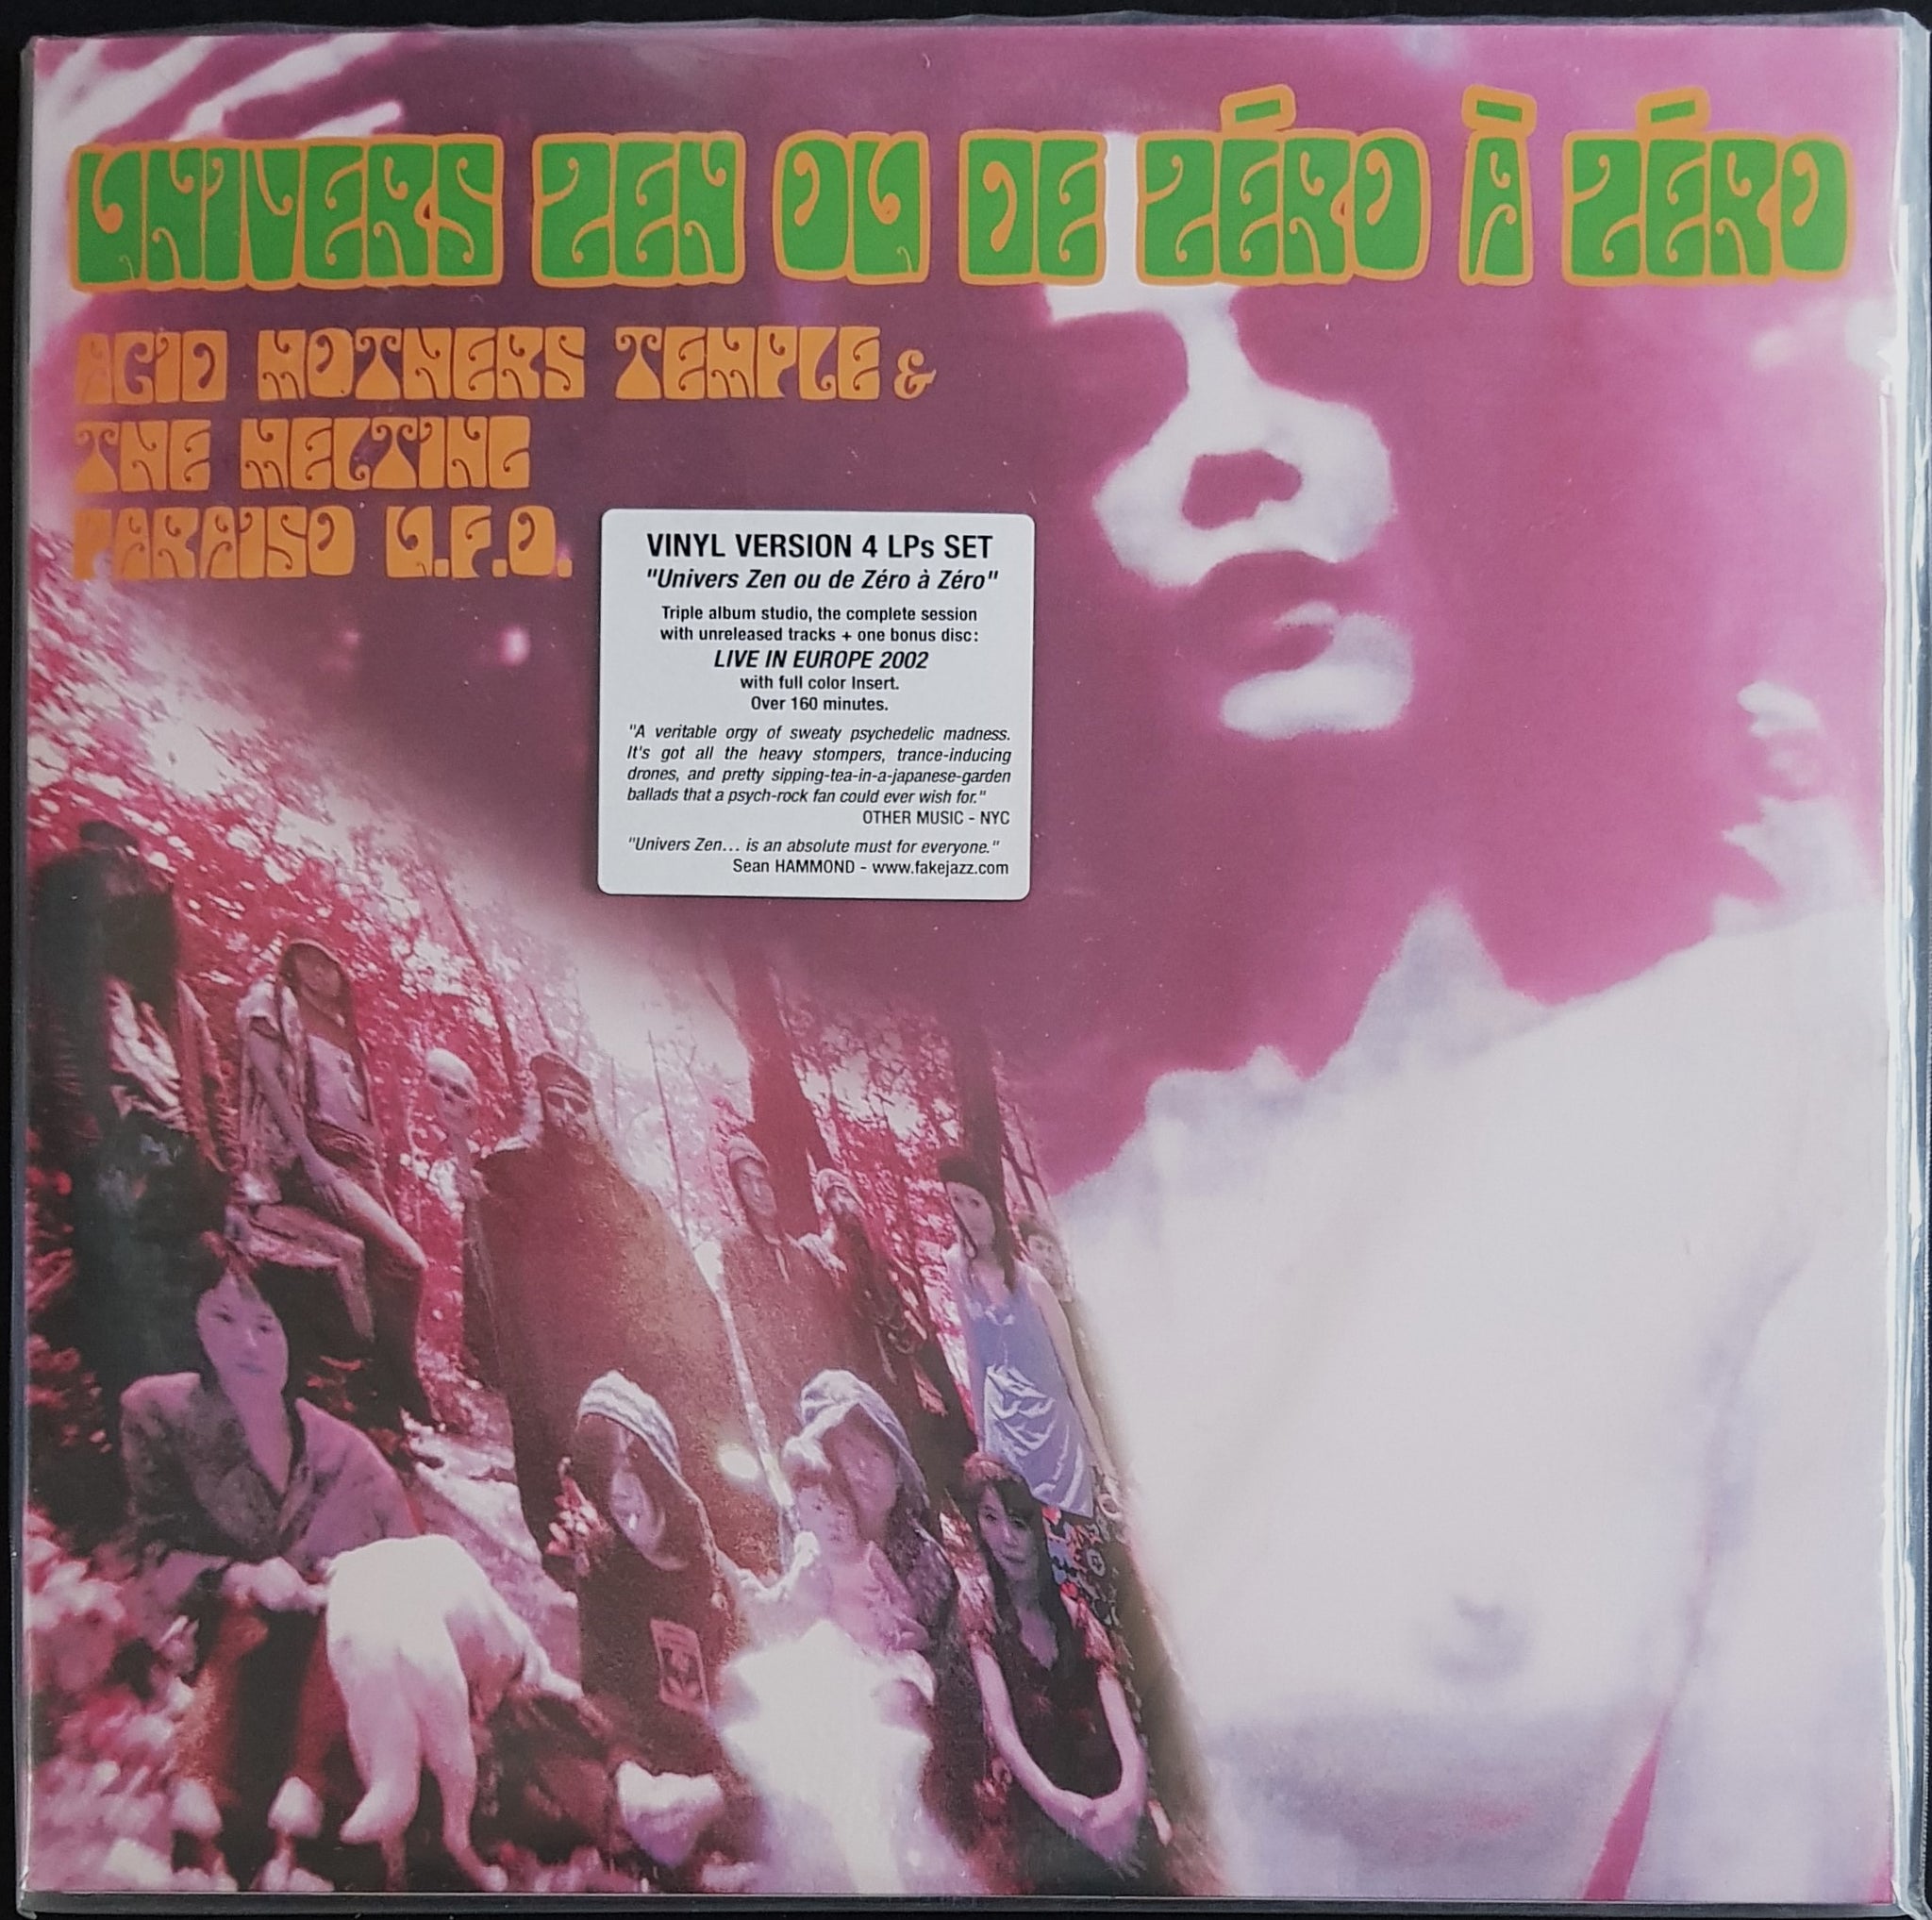 UNIVERS ZEN OU DE ZÉRO À ZÉRO
ACID MOTHERS TEMPLE &
THE MELTING
PARAISO U.F.O.
VINYL VERSION 4 LPs SET
"Univers Zen ou de Zéro à Zéro"
Triple album studio, the complete session
with unreleased tracks + one bonus disc:
LIVE IN EUROPE 2002
with full color Insert.
Over 160 minutes.
"A veritable orgy of sweaty psychedelic madness.
It's got all the heavy stompers, trance-inducing
drones, and pretty sipping-tea-in-a-japanese-garden
ballads that a psych-rock fan could ever wish for."
OTHER MUSIC - NYC
"Univers Zen... is an absolute must for everyone."
Sean HAMMOND - www.fakejazz.com